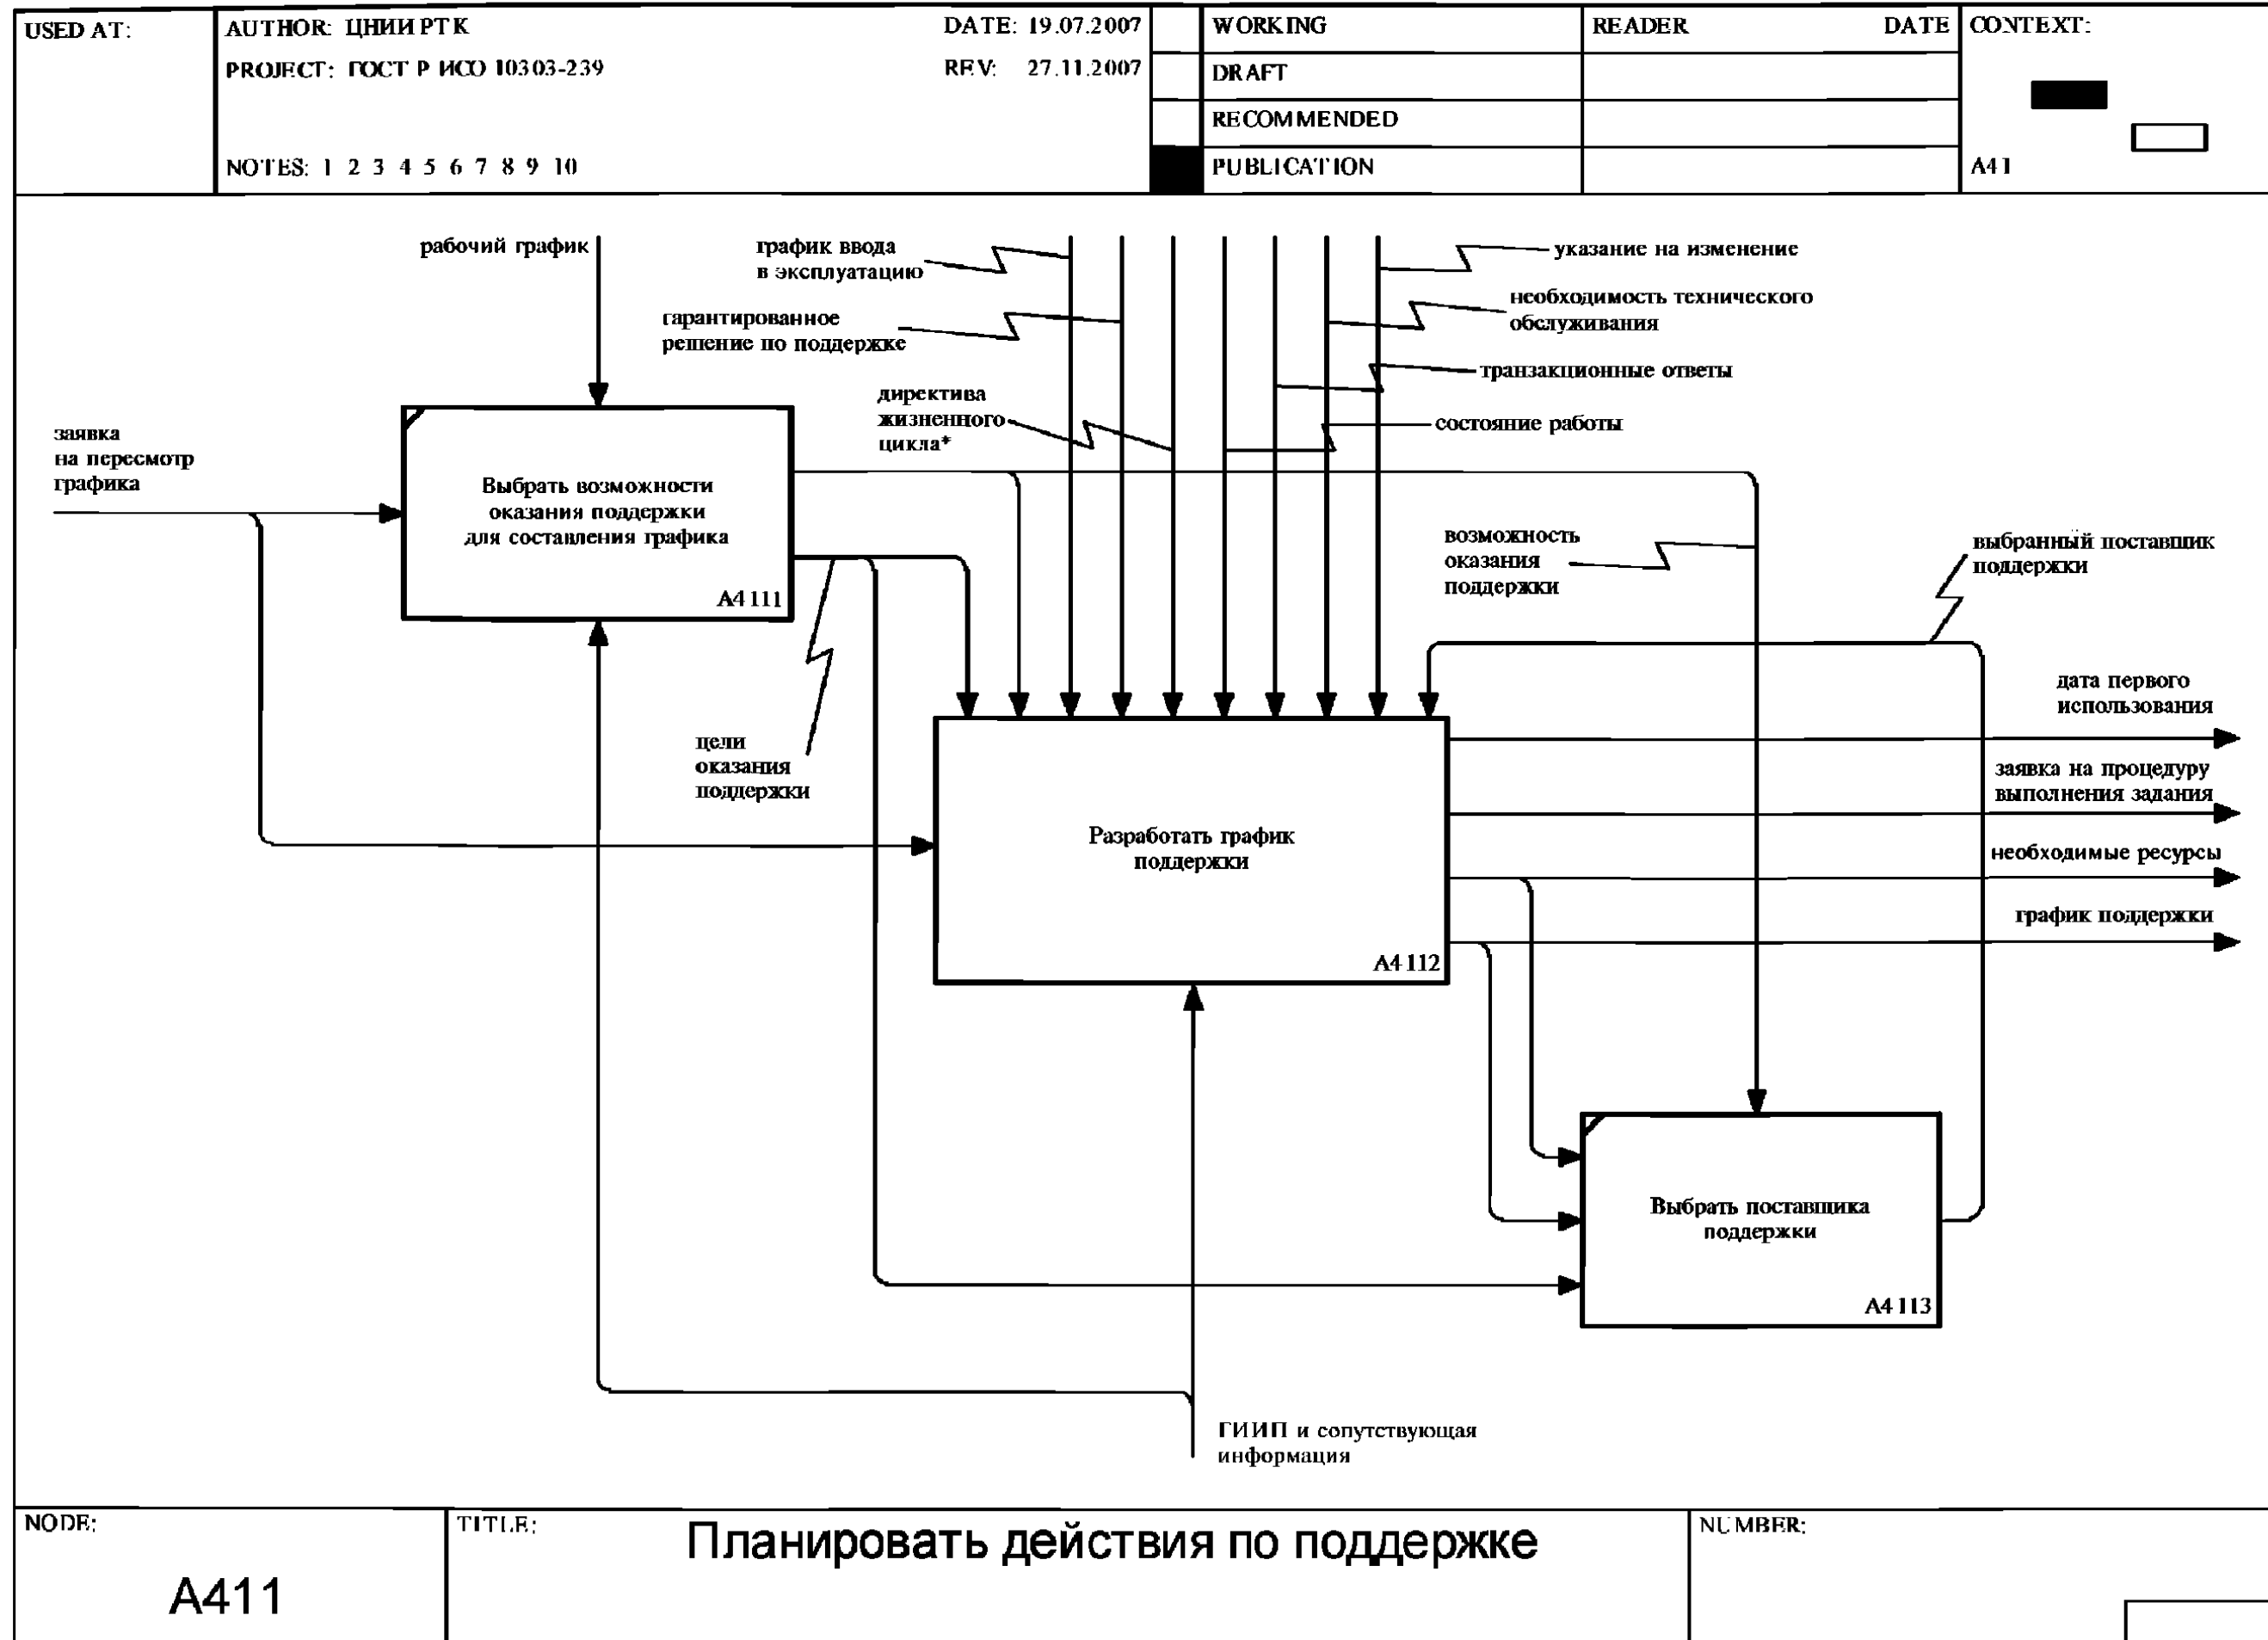 USED AT:
AUTHOR: ЦНИИ РТК
DATE: 19.07.2007
PROJECT: ГОСТ Р ИСО 10303-239
REV: 27.11.2007
NOTES: 1 2 3 4 5 6 7 8 9 10
WORKING
DRAFT
RECOMMENDED
PUBLICATION
READER
DATE
CONTEXT:
A41
рабочий график
график ввода
в эксплуатацию
указание на изменение
гарантированное
решение по поддержке
необходимость технического
обслуживания
транзакционные ответы
директива
жизненного
цикла*
состояние работы
заявка
на пересмотр
графика
Выбрать возможности
оказания поддержки
для составления графика
A4111
возможность
оказания
поддержки
выбранный поставщик
поддержки
цели
оказания
поддержки
дата первого
использования
заявка на процедуру
выполнения задания
необходимые ресурсы
график поддержки
Разработать график
поддержки
A4112
Выбрать поставщика
поддержки
A4113
ГИИП и сопутствующая
информация
NODE:
A411
TITLE:
Планировать действия по поддержке
NUMBER: